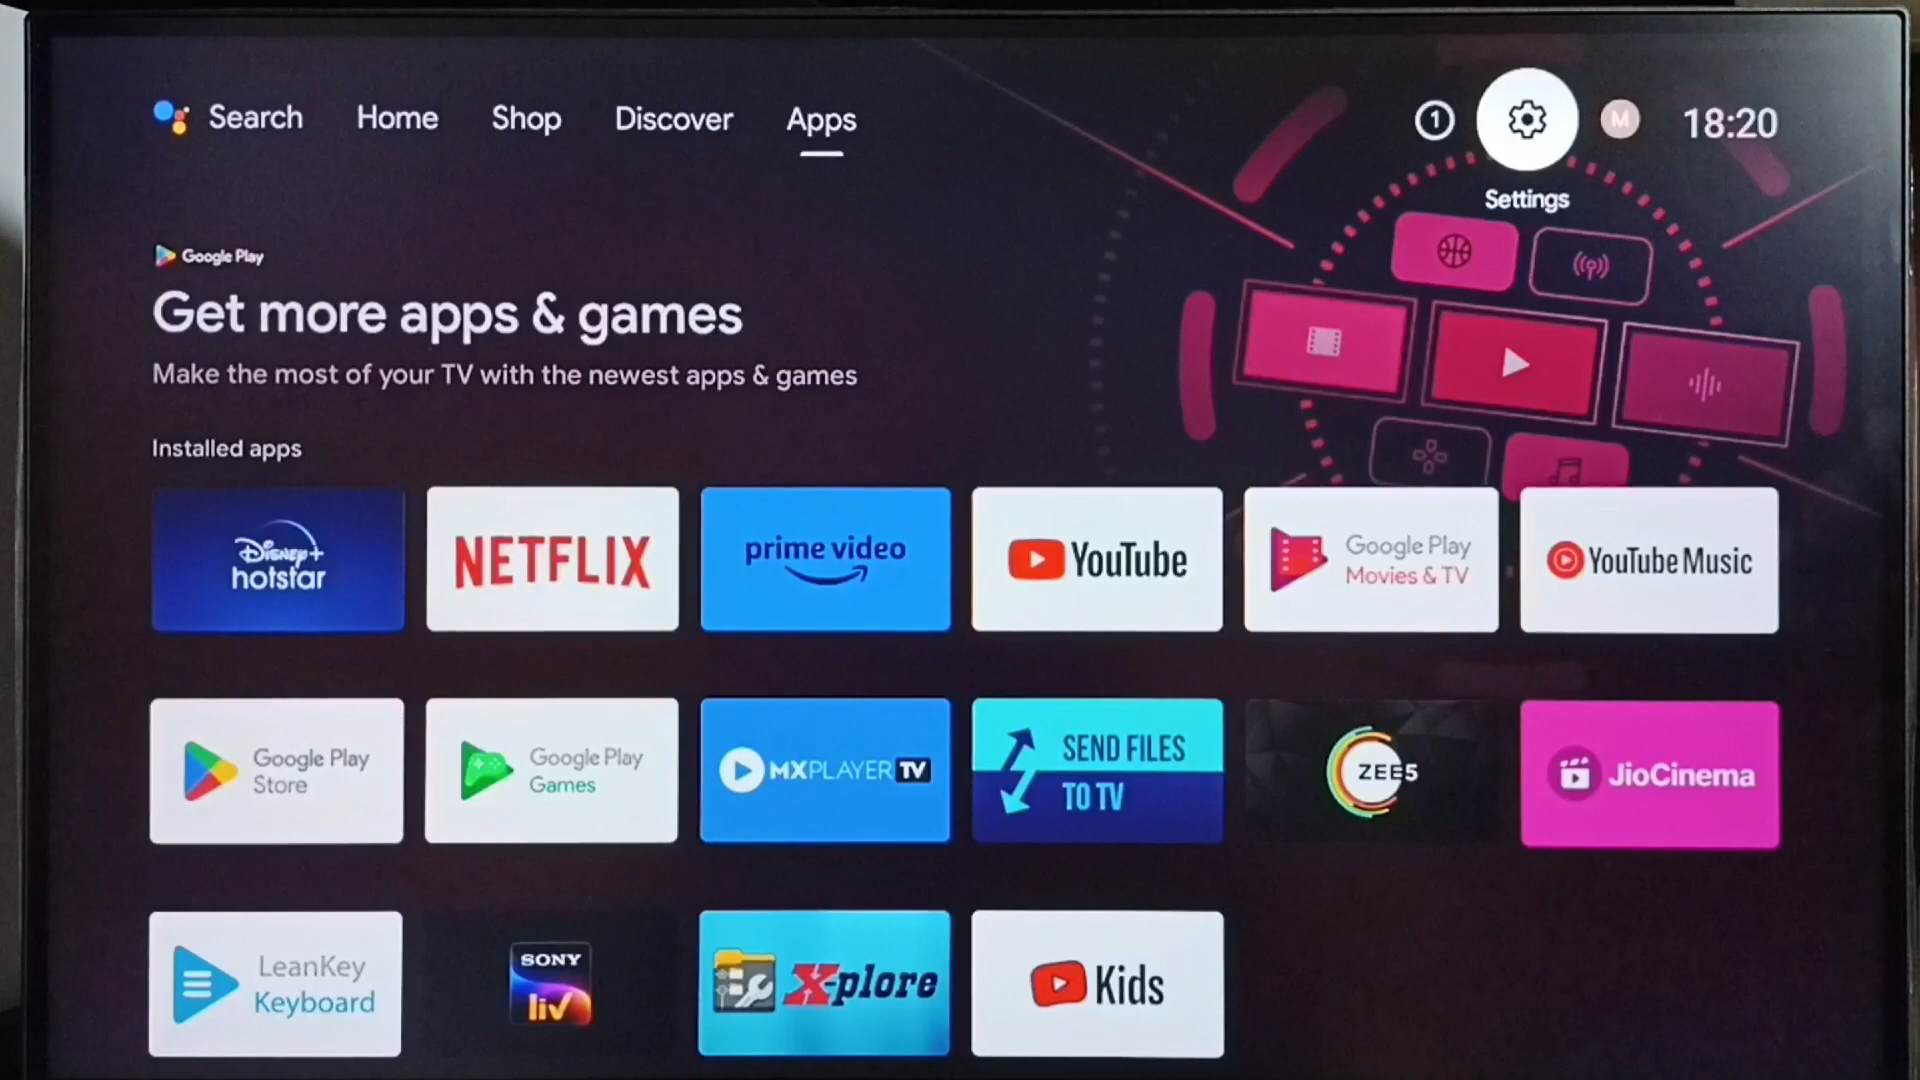 Search Home Shop Discover Apps 1 M 18:20
Settings
Google Play
Get more apps & games
Make the most of your TV with the newest apps & games
Installed apps
Disney+
hotstar
NETFLIX
prime video
YouTube
Google Play
Movies & TV
YouTube Music
Google Play
Store
Google Play
Games
MXPLAYER TV
SEND FILES
TO TV
ZEE5
JioCinema
LeanKey
Keyboard
SONY
liv
X-plore
Kids